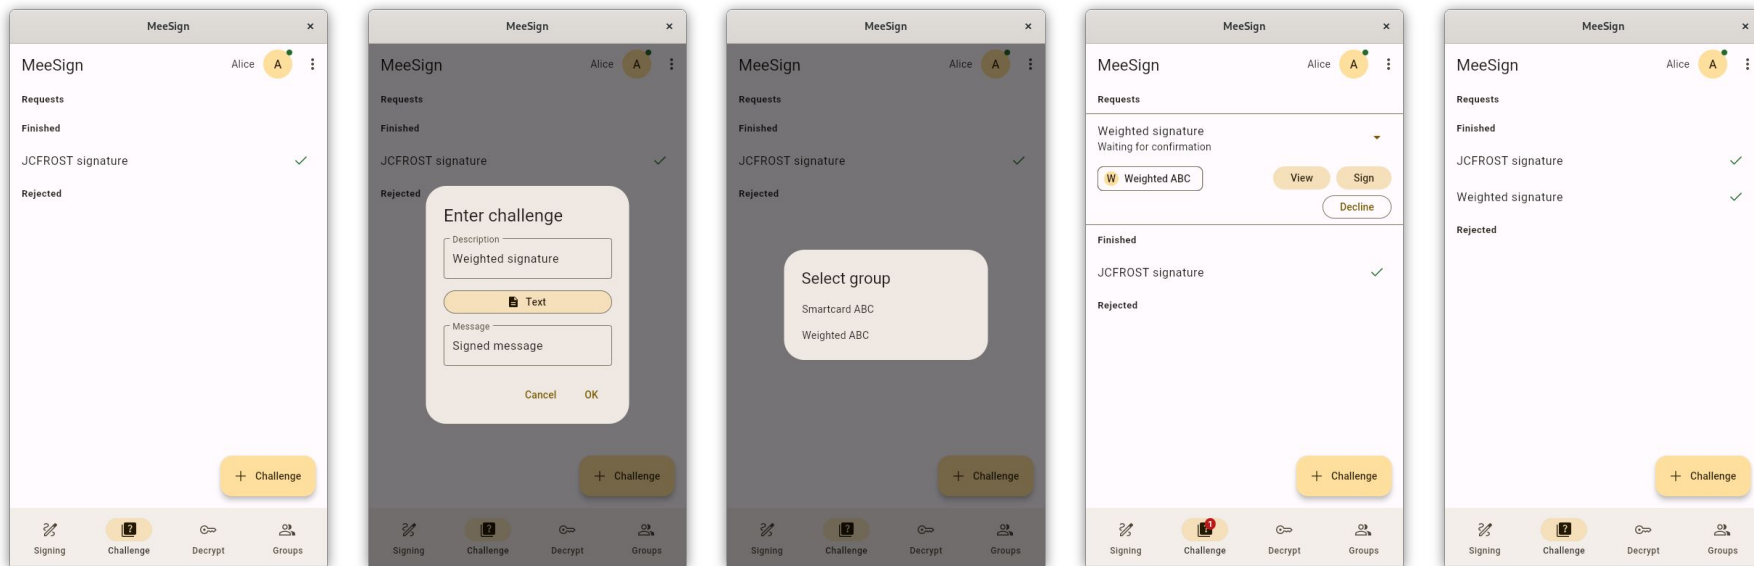 MeeSign ×
MeeSign Alice A
Requests
Finished
JCFROST signature
Rejected
+ Challenge
Signing Challenge Decrypt Groups
MeeSign ×
MeeSign Alice A
Requests
Finished
JCFROST signature
Rejected
Enter challenge
Description
Weighted signature
Text
Message
Signed message
Cancel OK
+ Challenge
Signing Challenge Decrypt Groups
MeeSign ×
MeeSign Alice A
Requests
Finished
JCFROST signature
Rejected
Select group
Smartcard ABC
Weighted ABC
+ Challenge
Signing Challenge Decrypt Groups
MeeSign ×
MeeSign Alice A
Requests
Weighted signature
Waiting for confirmation
W Weighted ABC View Sign
Decline
Finished
JCFROST signature
Rejected
+ Challenge
1
Signing Challenge Decrypt Groups
MeeSign ×
MeeSign Alice A
Requests
Finished
JCFROST signature
Weighted signature
Rejected
+ Challenge
Signing Challenge Decrypt Groups